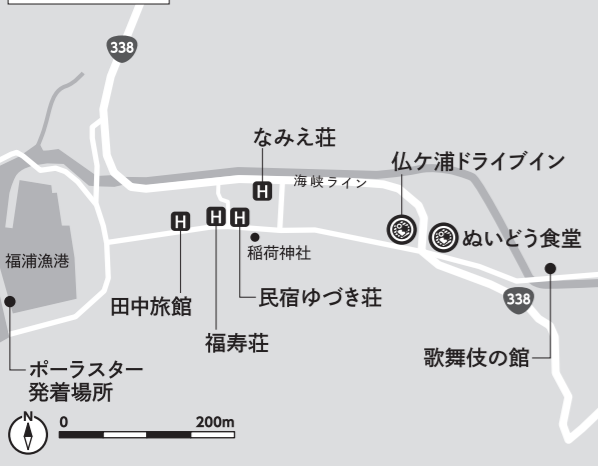 338
なみえ荘
仏ケ浦ドライブイン
海峡ライン
H
H
H
H
ぬいどう食堂
稲荷神社
福浦漁港
民宿ゆづき荘
田中旅館
338
福寿荘
歌舞伎の館
ポーラスター
発着場所
N
0 200m